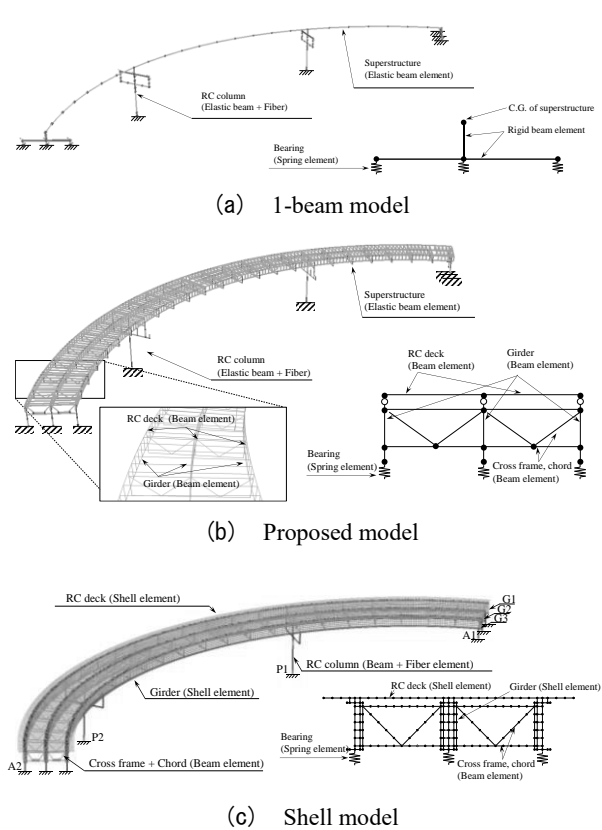 Superstructure
(Elastic beam element)
RC column
(Elastic beam + Fiber)
C.G. of superstructure
Rigid beam element
Bearing
(Spring element)
(a) 1-beam model
Superstructure
(Elastic beam element)
RC column
(Elastic beam + Fiber)
RC deck (Beam element)
Girder (Beam element)
RC deck
(Beam element)
Girder
(Beam element)
Bearing
(Spring element)
Cross frame, chord
(Beam element)
(b) Proposed model
RC deck (Shell element)
G1
G2
G3
A1
P1
RC column (Beam + Fiber element)
Girder (Shell element)
P2
A2
Cross frame + Chord (Beam element)
RC deck (Shell element)
Girder (Shell element)
Bearing
(Spring element)
Cross frame, chord
(Beam element)
(c) Shell model